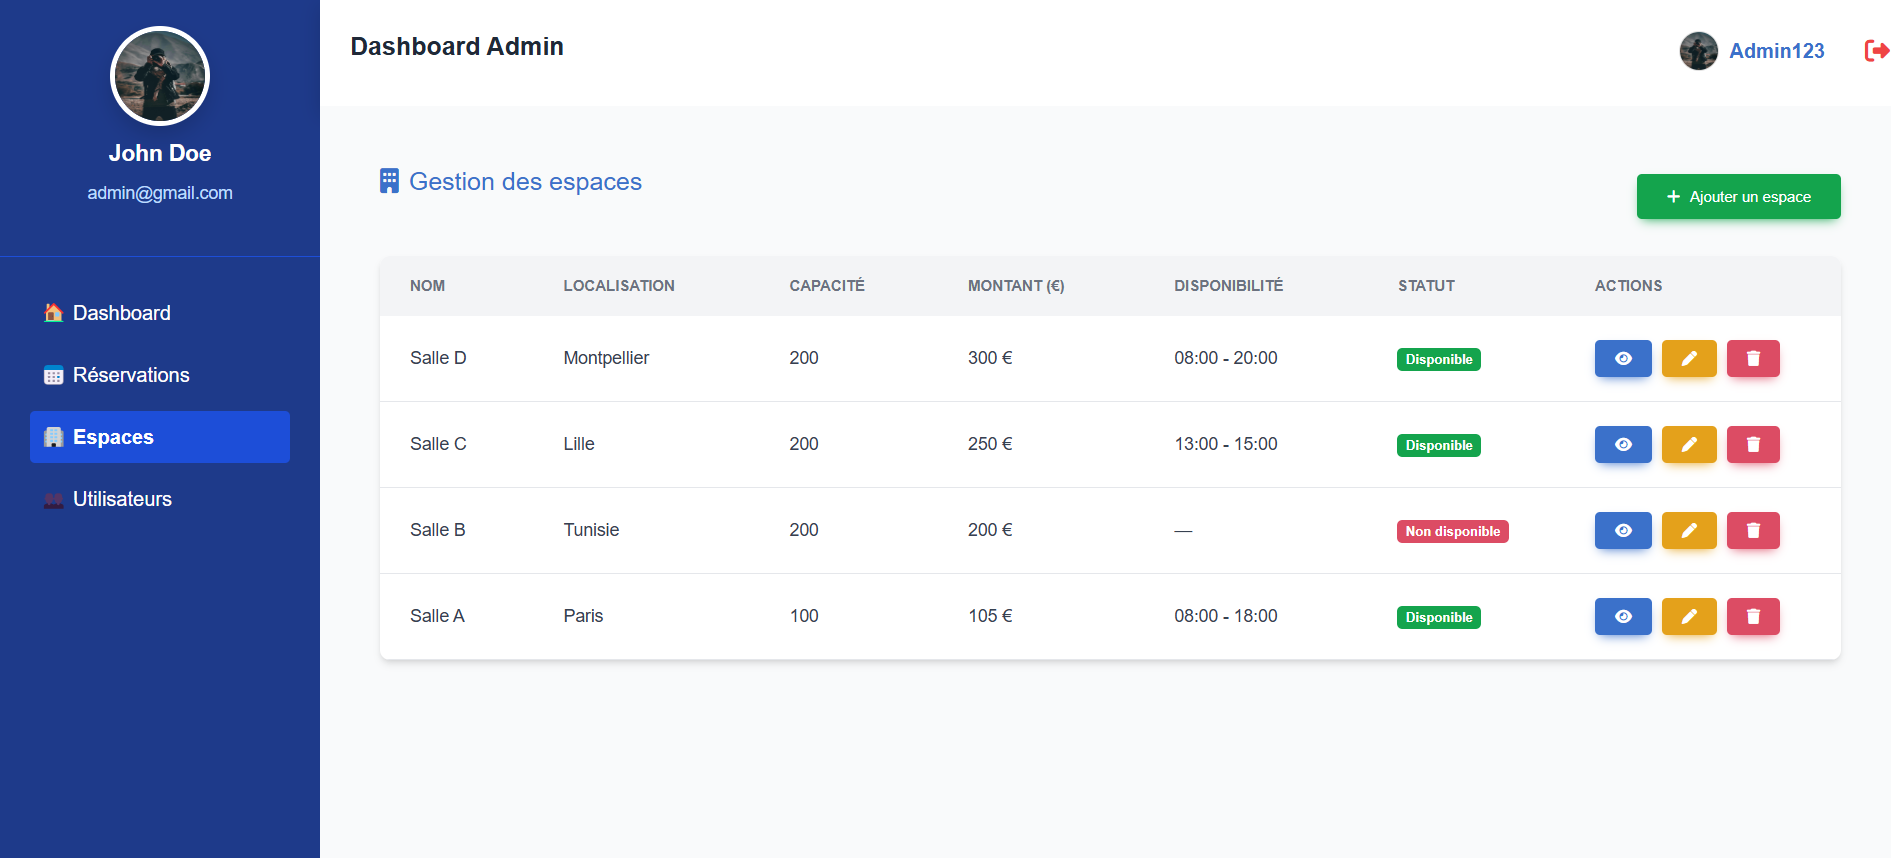 John Doe
admin@gmail.com
Dashboard
Réservations
Espaces
Utilisateurs
Dashboard Admin
Admin123
Gestion des espaces
Ajouter un espace
NOM LOCALISATION CAPACITÉ MONTANT (€) DISPONIBILITÉ STATUT ACTIONS
Salle D Montpellier 200 300 € 08:00 - 20:00 Disponible
Salle C Lille 200 250 € 13:00 - 15:00 Disponible
Salle B Tunisie 200 200 € — Non disponible
Salle A Paris 100 105 € 08:00 - 18:00 Disponible